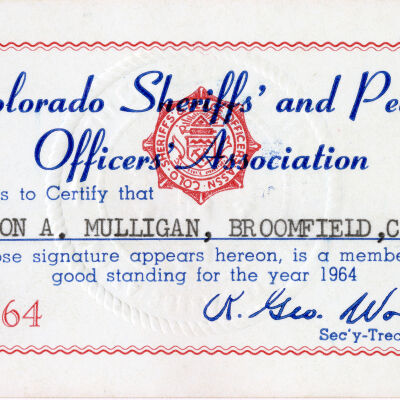 olorado Sheriffs' and Pe
Officers' Association
s to Certify that
ON A. MULLIGAN, BROOMFIELD, C
ose signature appears hereon, is a membe
good standing for the year 1964
64
K. Geo. Wo
Sec'y-Trea